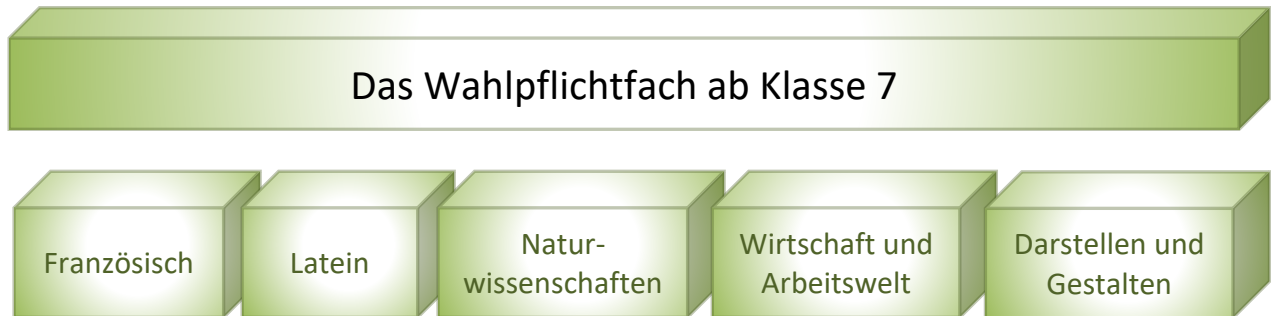 Das Wahlpflichtfach ab Klasse 7
Französisch
Latein
Natur-
wissenschaften
Wirtschaft und
Arbeitswelt
Darstellen und
Gestalten